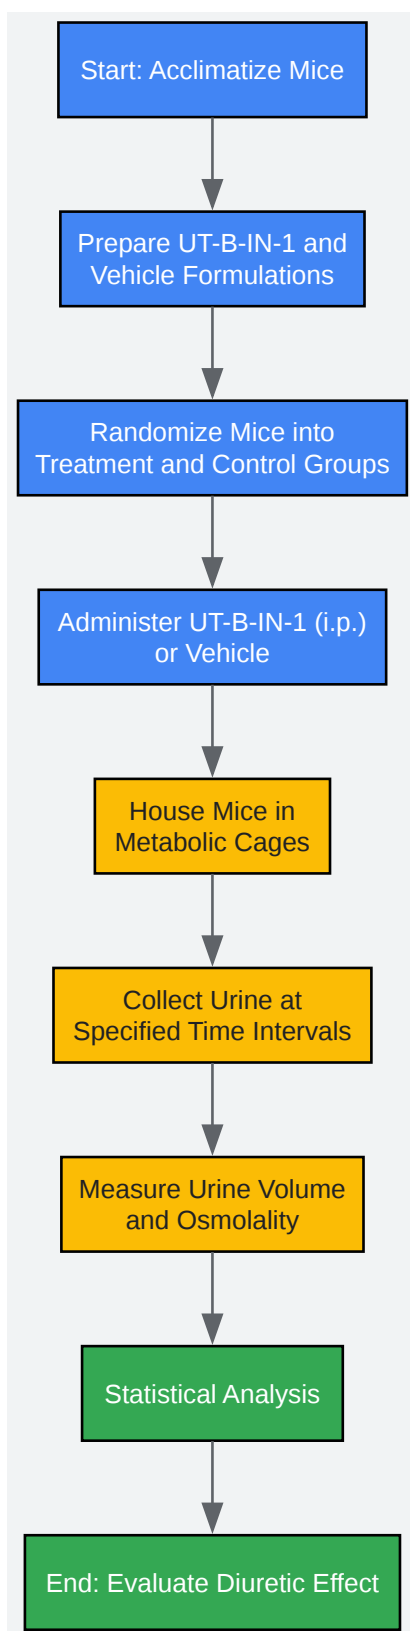 Start: Acclimatize Mice
Prepare UT-B-IN-1 and
Vehicle Formulations
Randomize Mice into
Treatment and Control Groups
Administer UT-B-IN-1 (i.p.)
or Vehicle
House Mice in
Metabolic Cages
Collect Urine at
Specified Time Intervals
Measure Urine Volume
and Osmolality
Statistical Analysis
End: Evaluate Diuretic Effect